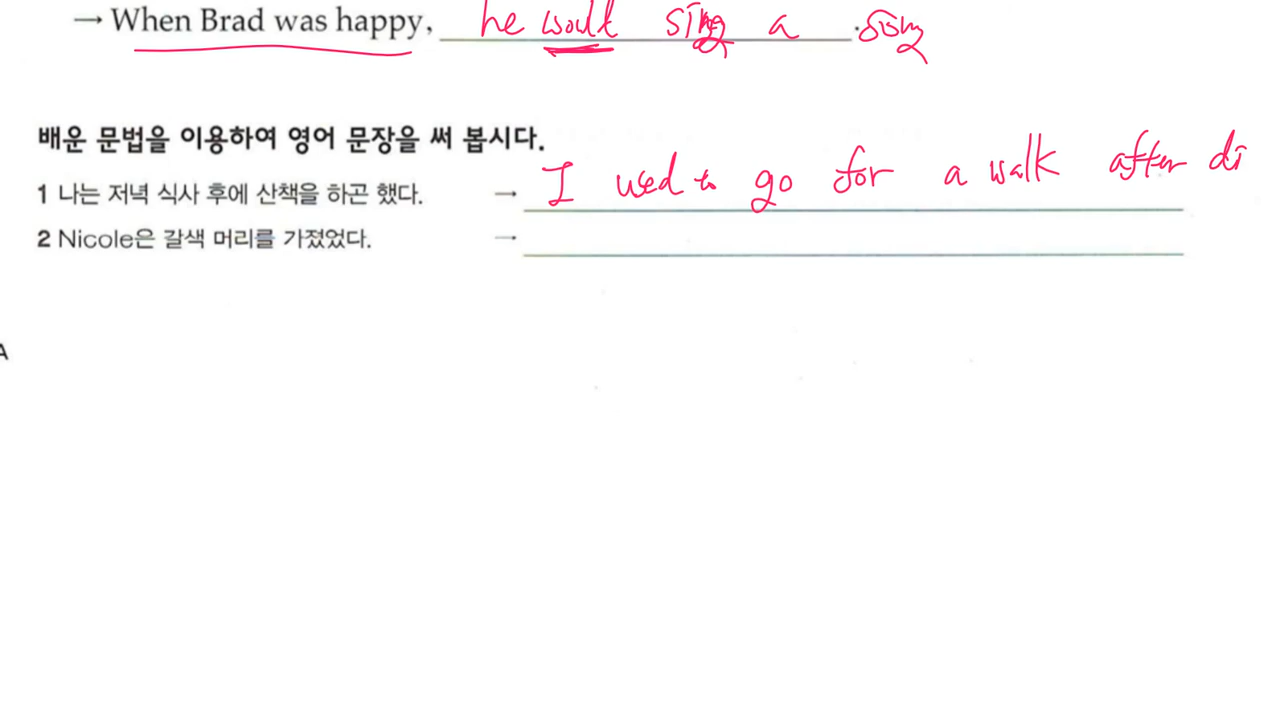 → When Brad was happy, he would sing a song.
배운 문법을 이용하여 영어 문장을 써 봅시다.
1 나는 저녁 식사 후에 산책을 하곤 했다. → I used to go for a walk after di
2 Nicole은 갈색 머리를 가졌었다. →
A